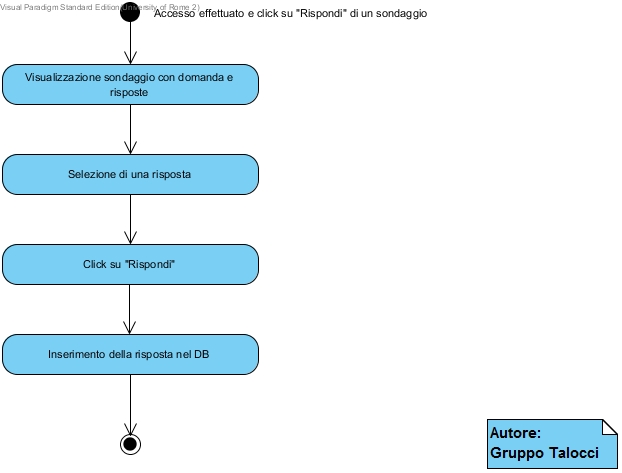 Visual Paradigm Standard Edition(University of Rome 2)
Accesso effettuato e click su "Rispondi" di un sondaggio
Visualizzazione sondaggio con domanda e
risposte
Selezione di una risposta
Click su "Rispondi"
Inserimento della risposta nel DB
Autore:
Gruppo Talocci